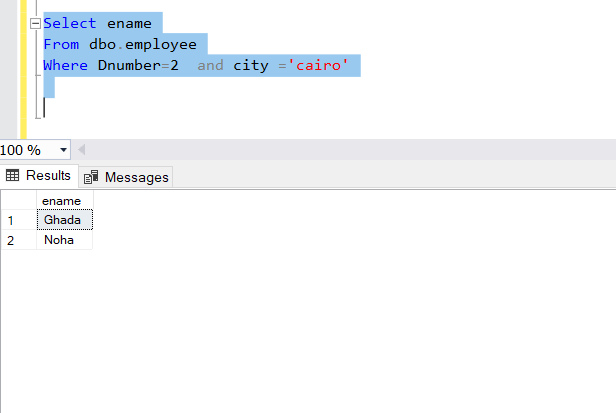 Select ename
From dbo.employee
Where Dnumber=2  and city ='cairo'
100 %
Results Messages
ename
1 Ghada
2 Noha